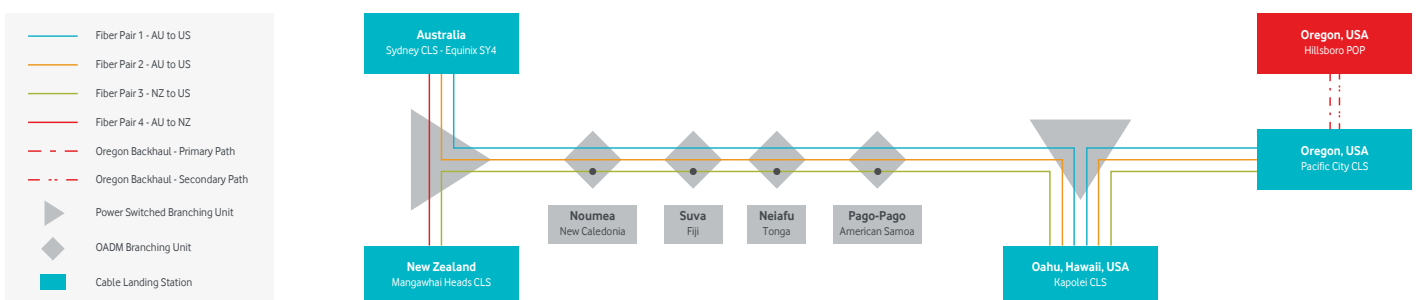 Fiber Pair 1 - AU to US
Fiber Pair 2 - AU to US
Fiber Pair 3 - NZ to US
Fiber Pair 4 - AU to NZ
Oregon Backhaul - Primary Path
Oregon Backhaul - Secondary Path
Power Switched Branching Unit
OADM Branching Unit
Cable Landing Station
Australia
Sydney CLS - Equinix SY4
Oregon, USA
Hillsboro POP
Oregon, USA
Pacific City CLS
Noumea
New Caledonia
Suva
Fiji
Neiafu
Tonga
Pago-Pago
American Samoa
New Zealand
Mangawhai Heads CLS
Oahu, Hawaii, USA
Kapolei CLS